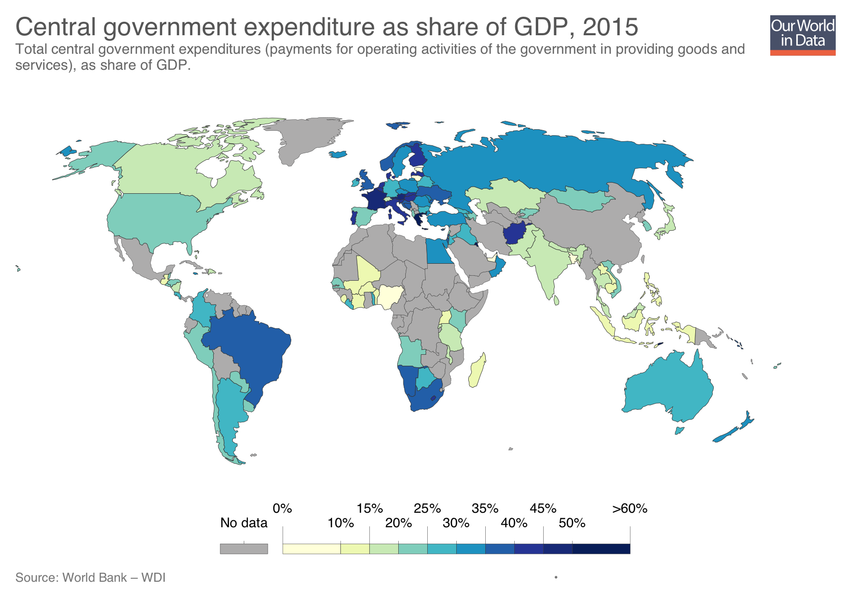 Central government expenditure as share of GDP, 2015
Total central government expenditures (payments for operating activities of the government in providing goods and
services), as share of GDP.
Our World
in Data
0% 15% 25% 35% 45% >60%
No data 10% 20% 30% 40% 50%
Source: World Bank – WDI